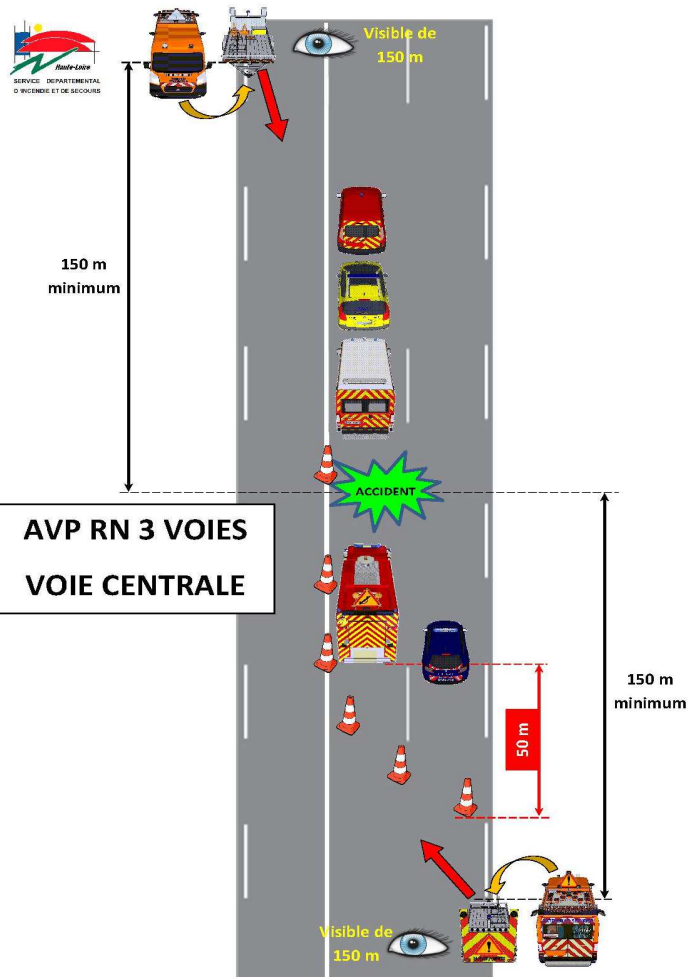 Haute-Loire
SERVICE DEPARTEMENTAL
D'INCENDIE ET DE SECOURS
Visible de
150 m
150 m
minimum
ACCIDENT
AVP RN 3 VOIES
VOIE CENTRALE
150 m
minimum
50 m
Visible de
150 m